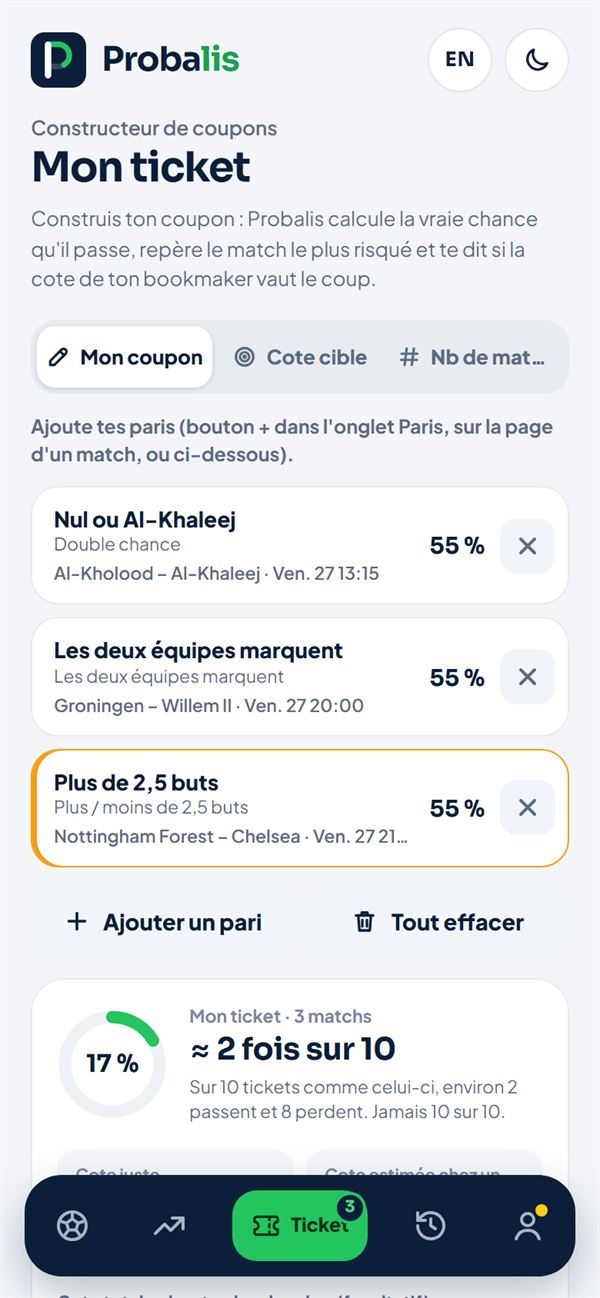 Probalis
EN
Constructeur de coupons
Mon ticket
Construis ton coupon : Probalis calcule la vraie chance
qu'il passe, repère le match le plus risqué et te dit si la
cote de ton bookmaker vaut le coup.
Mon coupon
Cote cible
Nb de mat…
Ajoute tes paris (bouton + dans l'onglet Paris, sur la page
d'un match, ou ci-dessous).
Nul ou Al-Khaleej
Double chance
Al-Kholood – Al-Khaleej · Ven. 27 13:15
55 %
Les deux équipes marquent
Les deux équipes marquent
Groningen – Willem II · Ven. 27 20:00
55 %
Plus de 2,5 buts
Plus / moins de 2,5 buts
Nottingham Forest – Chelsea · Ven. 27 21…
55 %
Ajouter un pari
Tout effacer
17 %
Mon ticket · 3 matchs
≈ 2 fois sur 10
Sur 10 tickets comme celui-ci, environ 2
passent et 8 perdent. Jamais 10 sur 10.
Cote juste
Cote estimée chez un
Ticket
3